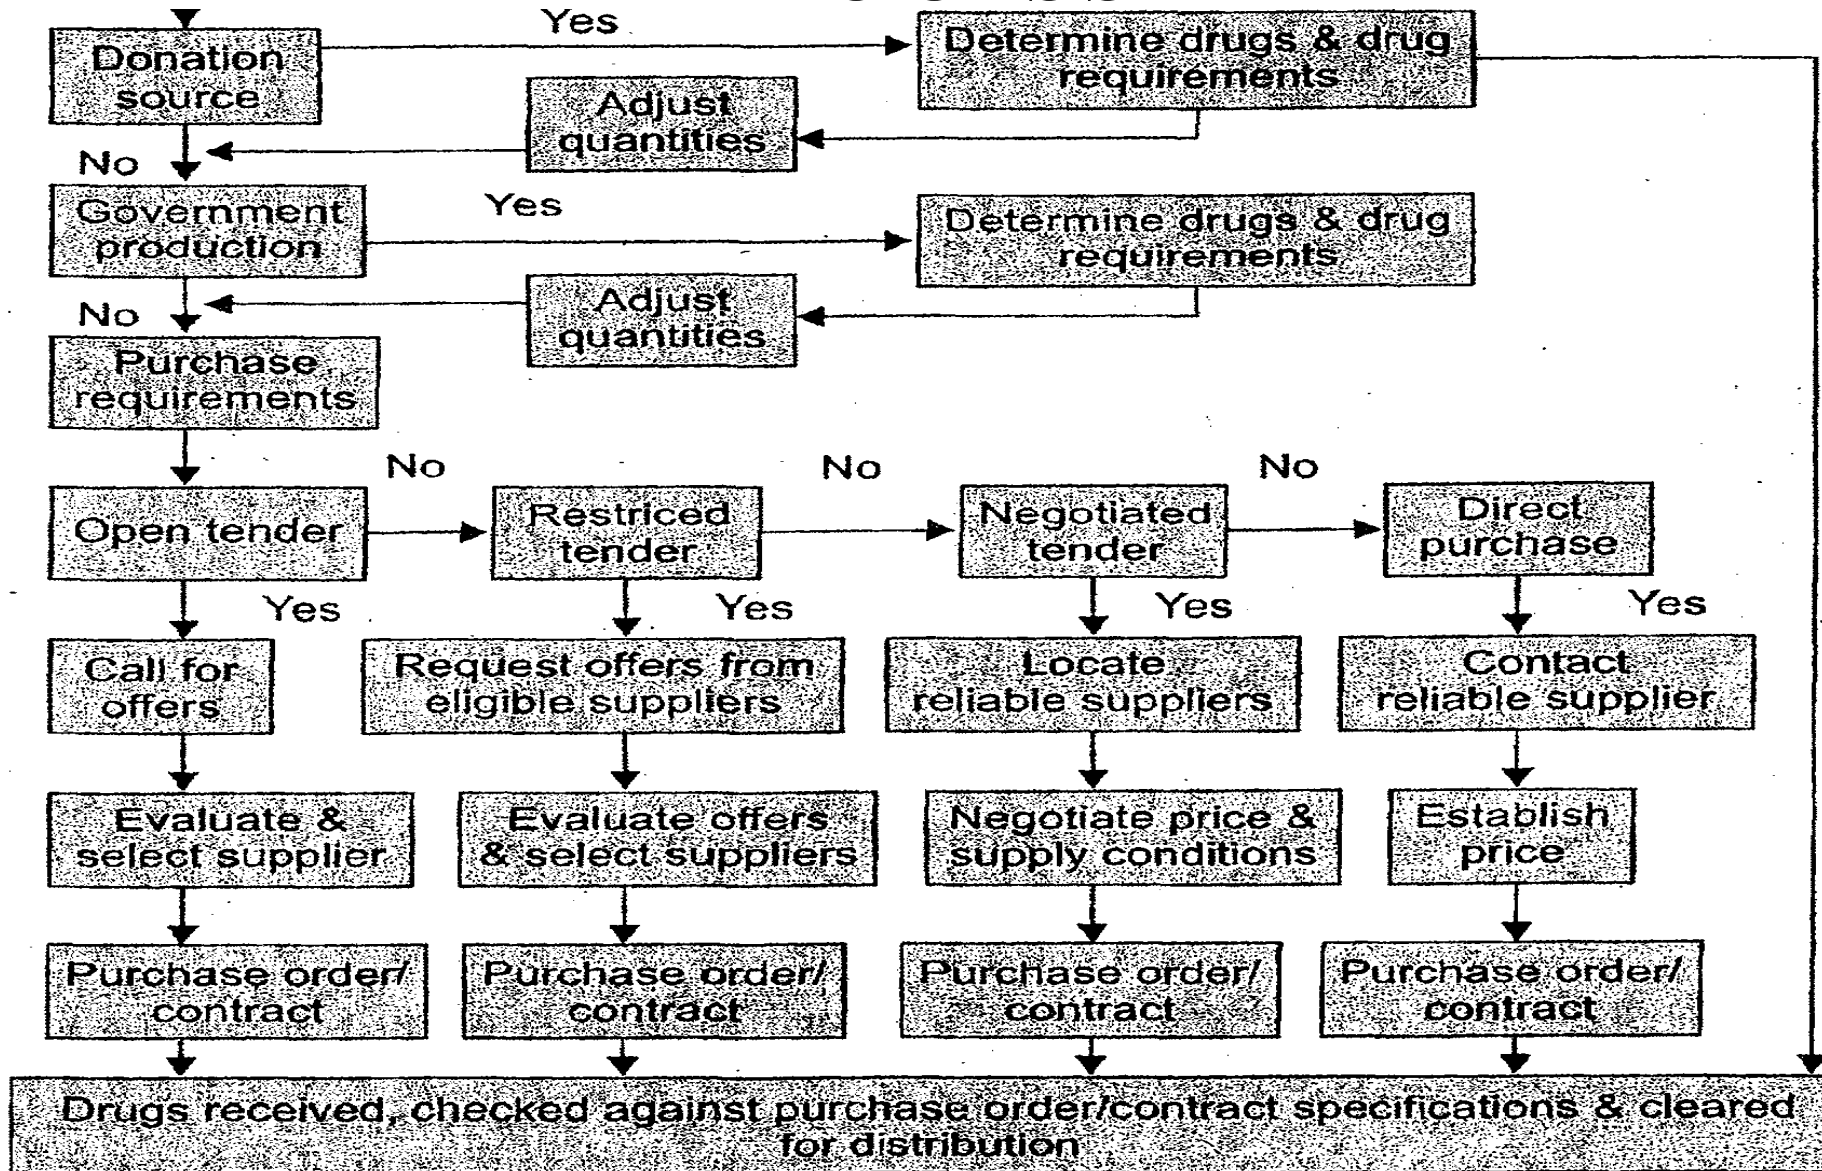 Yes
Donation
source
Determine drugs & drug
requirements
Adjust
quantities
No
Government
production
Yes
Determine drugs & drug
requirements
Adjust
quantities
No
Purchase
requirements
No
No
No
Open tender
Restriced
tender
Negotiated
tender
Direct
purchase
Yes
Yes
Yes
Yes
Call for
offers
Request offers from
eligible suppliers
Locate
reliable suppliers
Contact
reliable supplier
Evaluate &
select supplier
Evaluate offers
& select suppliers
Negotiate price &
supply conditions
Establish
price
Purchase order/
contract
Purchase order/
contract
Purchase order/
contract
Purchase order/
contract
Drugs received, checked against purchase order/contract specifications & cleared
for distribution